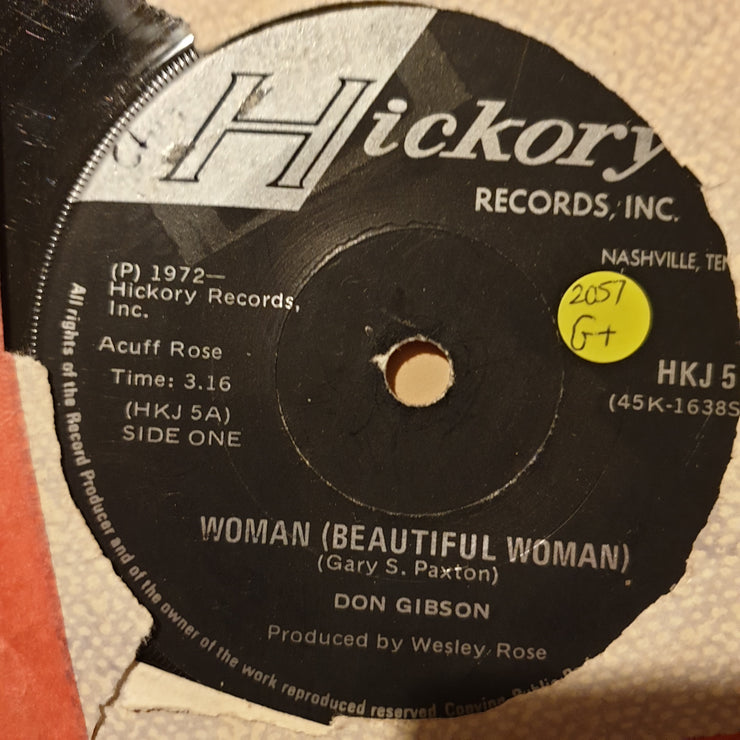 Hickory
RECORDS, INC.
NASHVILLE,
2057
G+
(P) 1972—
Hickory Records,
Inc.
Acuff Rose
Time: 3.16
(HKJ 5A)
SIDE ONE
HKJ 5
(45K-1638S
WOMAN (BEAUTIFUL WOMAN)
(Gary S. Paxton)
DON GIBSON
Produced by Wesley Rose
All rights of the Record Producer and of the owner of the work reproduced reserved Copying Public